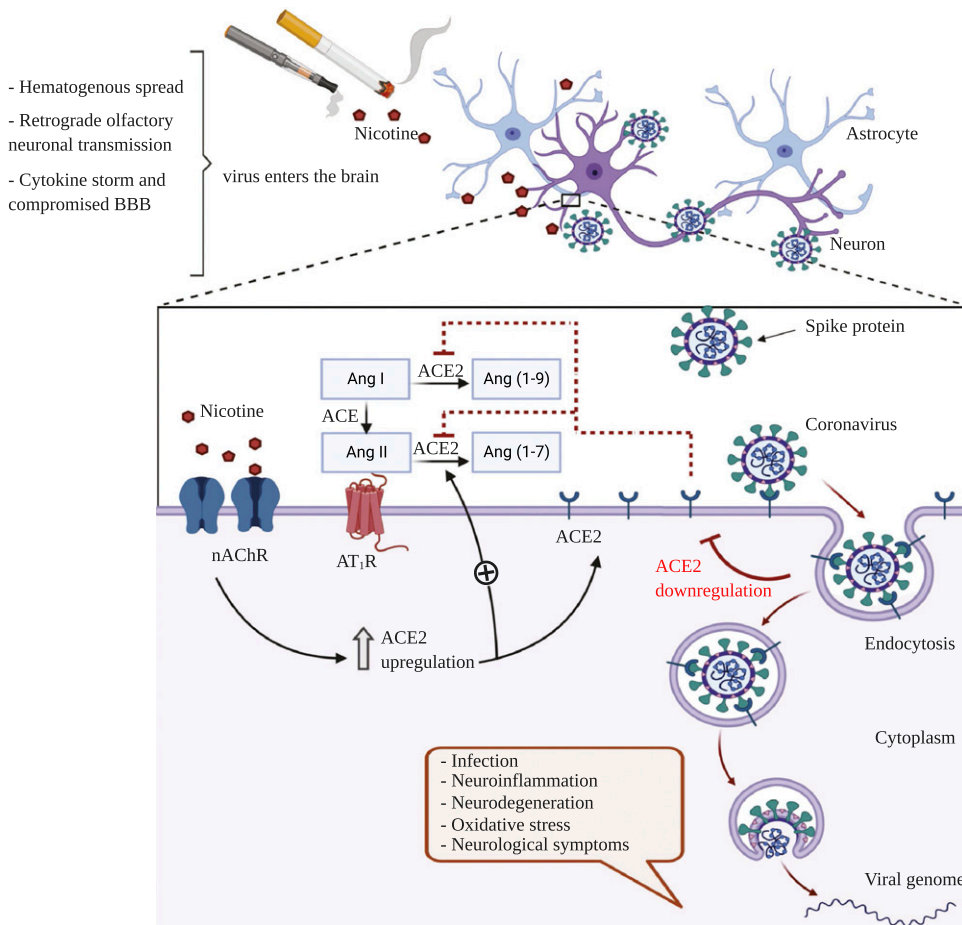 - Hematogenous spread
- Retrograde olfactory
neuronal transmission
- Cytokine storm and
compromised BBB
virus enters the brain
Nicotine
Astrocyte
Neuron
Spike protein
Coronavirus
Ang I
ACE2
Ang (1-9)
ACE
Ang II
ACE2
Ang (1-7)
Nicotine
nAChR
AT₁R
ACE2
ACE2
downregulation
ACE2
upregulation
Endocytosis
Cytoplasm
- Infection
- Neuroinflammation
- Neurodegeneration
- Oxidative stress
- Neurological symptoms
Viral genome